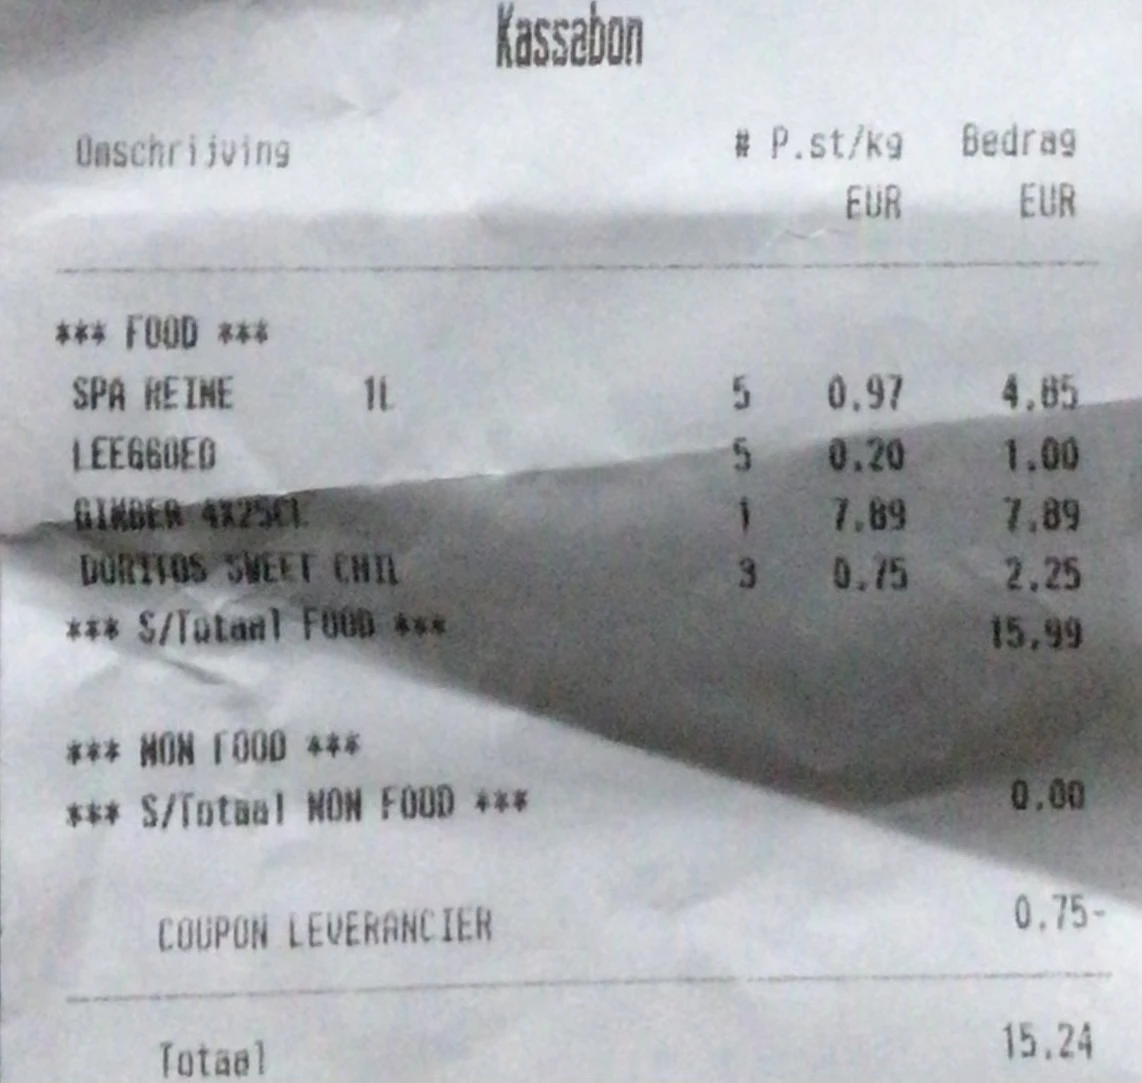 Kassabon
Omschrijving # P.st/kg Bedrag
EUR EUR
*** FOOD ***
SPA REINE 1L 5 0.97 4.85
LEEGGOED 5 0.20 1.00
GIMBER 4X25CL 1 7.89 7.89
DORITOS SWEET CHIL 3 0.75 2.25
*** S/Totaal FOOD *** 15.99
*** NON FOOD ***
*** S/Totaal NON FOOD *** 0.00
COUPON LEVERANCIER 0.75-
Totaal 15.24